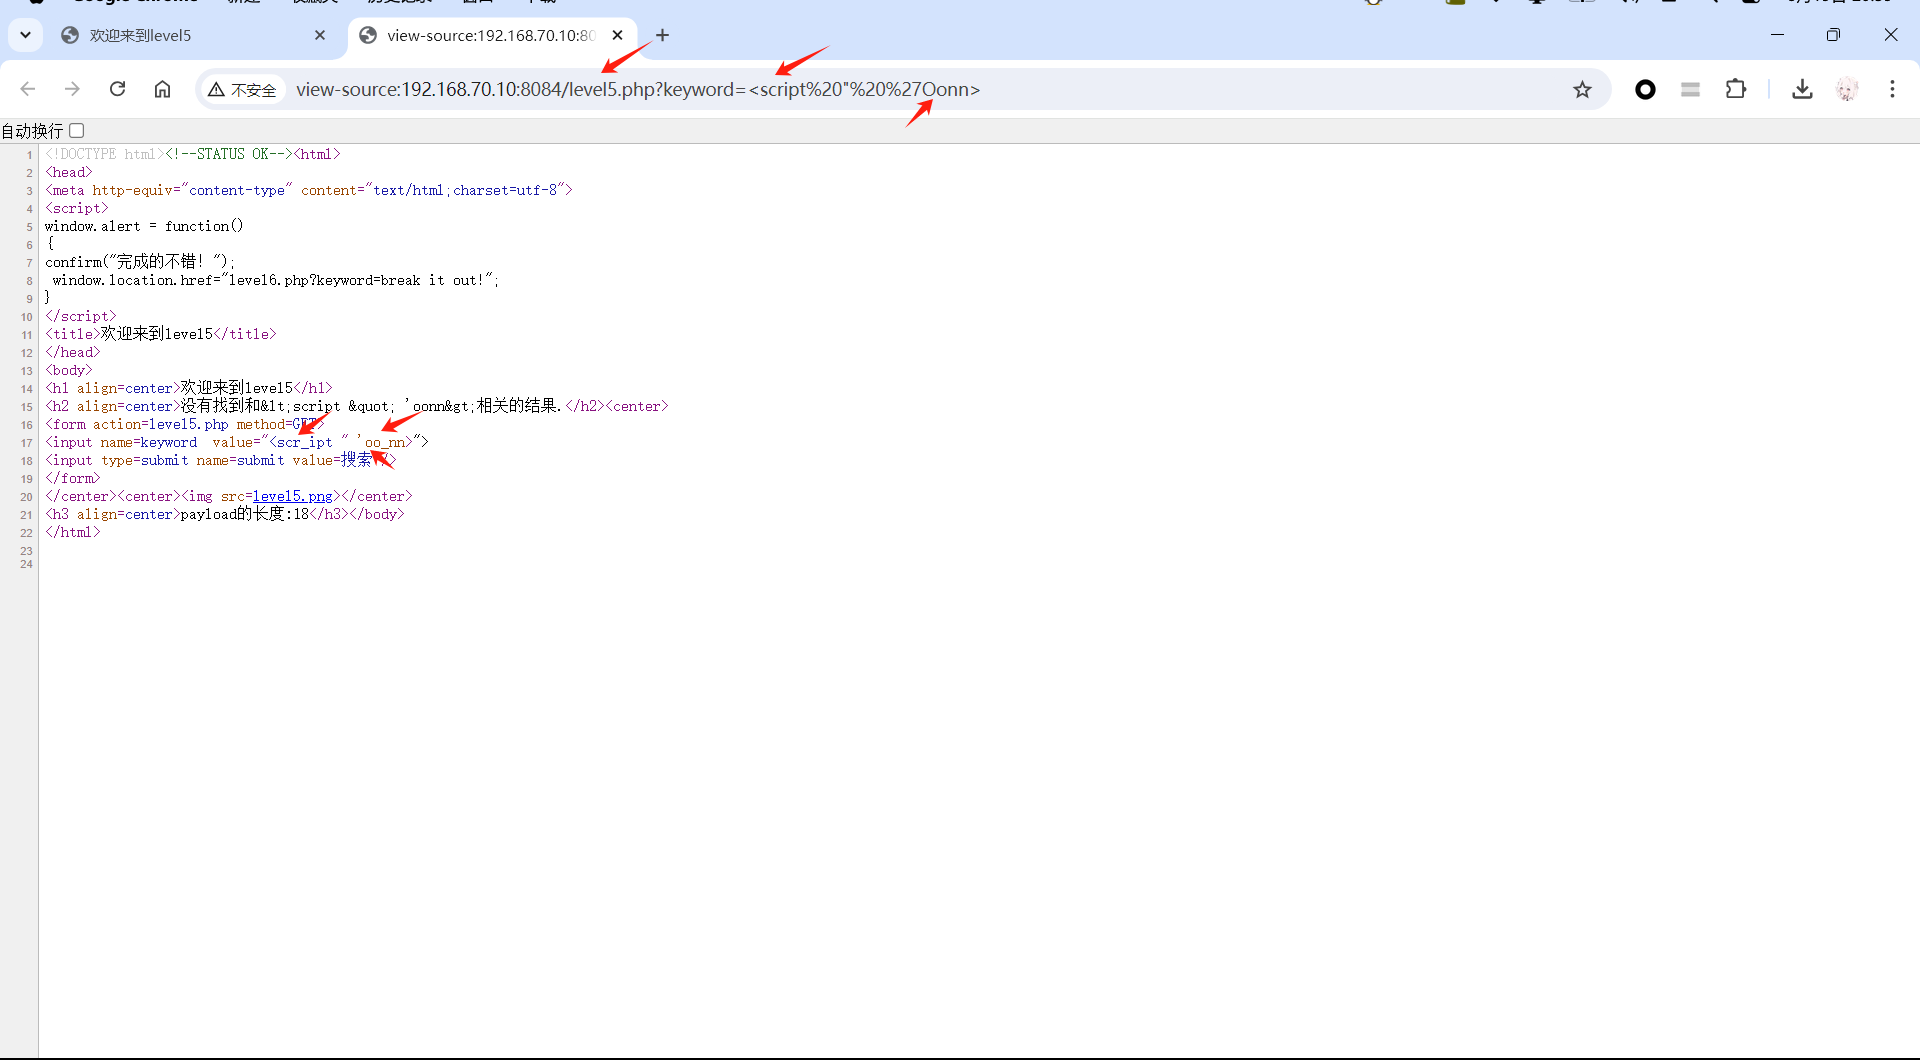 欢迎来到level5
view-source:192.168.70.10:80
不安全
view-source:192.168.70.10:8084/level5.php?keyword=<script%20"%20%27Oonn>
自动换行
1 <!DOCTYPE html><!--STATUS OK--><html>
2 <head>
3 <meta http-equiv="content-type" content="text/html;charset=utf-8">
4 <script>
5 window.alert = function()
6 {
7 confirm("完成的不错！");
8  window.location.href="level6.php?keyword=break it out!";
9 }
10 </script>
11 <title>欢迎来到level5</title>
12 </head>
13 <body>
14 <h1 align=center>欢迎来到level5</h1>
15 <h2 align=center>没有找到和&lt;script &quot; 'oonn&gt;相关的结果.</h2><center>
16 <form action=level5.php method=GET>
17 <input name=keyword  value="<scr_ipt " 'oo_nn>">
18 <input type=submit name=submit value=搜索 />
19 </form>
20 </center><center><img src=level5.png></center>
21 <h3 align=center>payload的长度:18</h3></body>
22 </html>
23
24